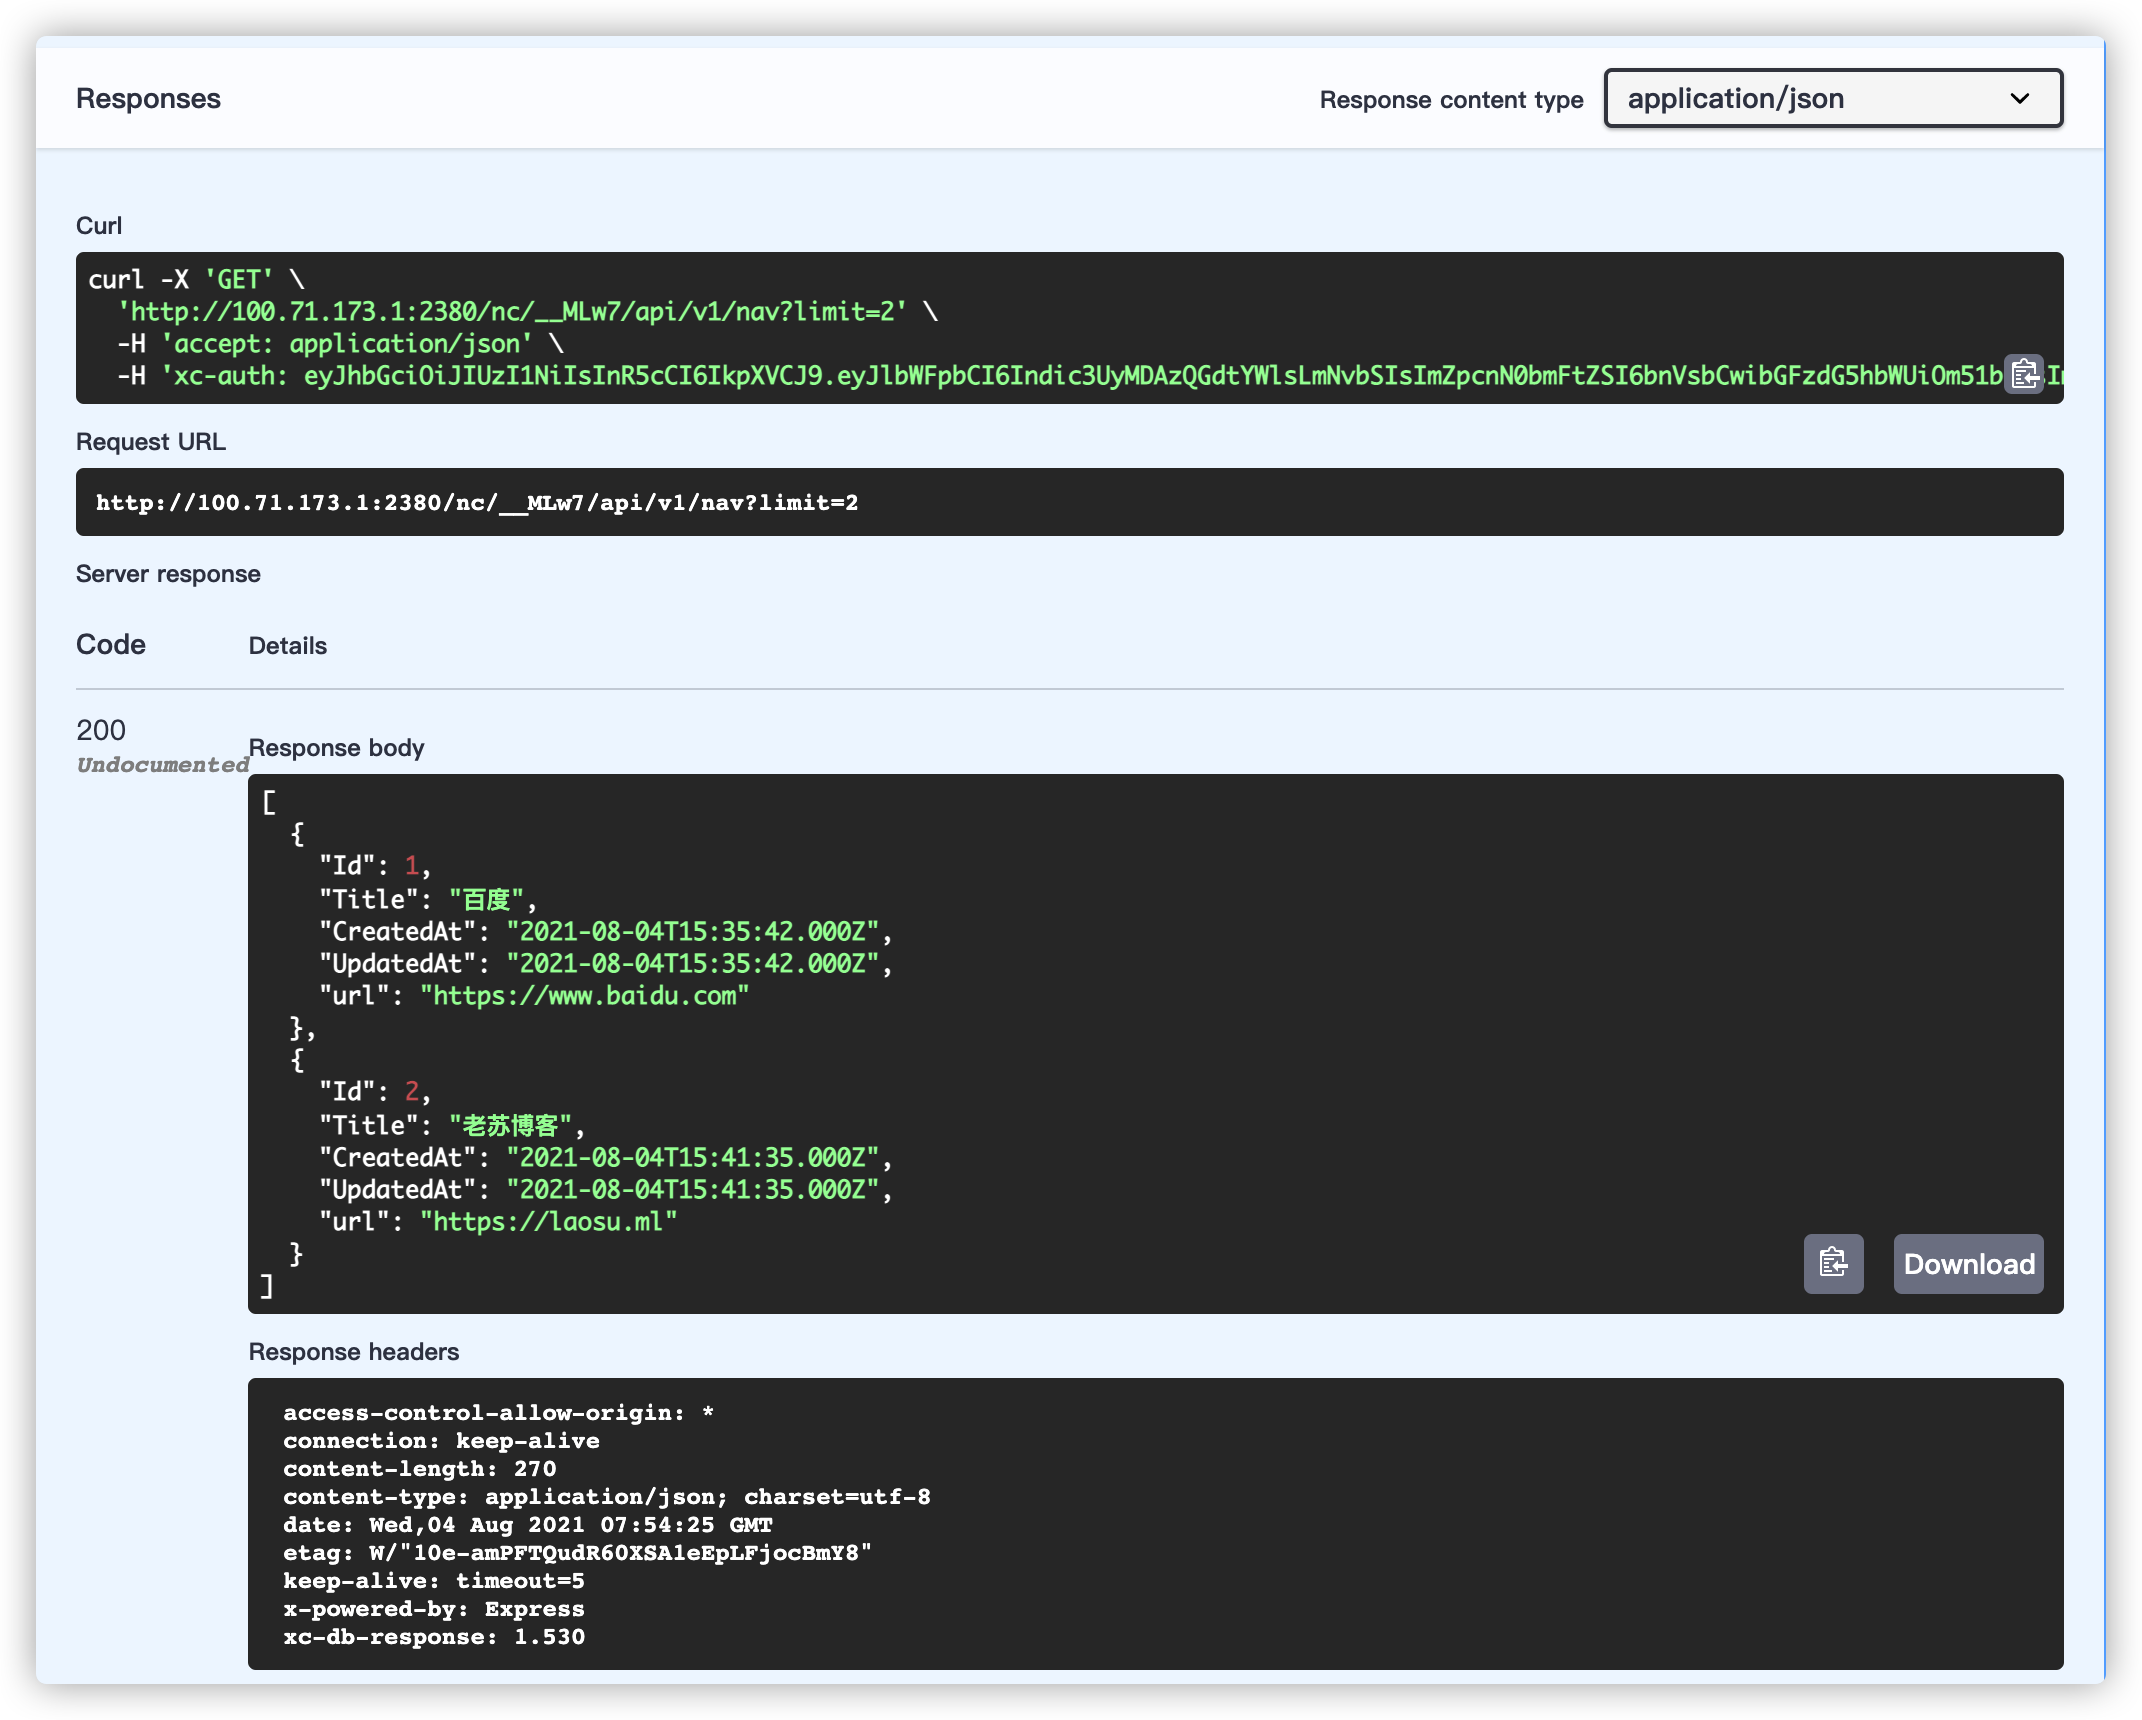 Responses
Response content type
application/json
Curl
curl -X 'GET' \
'http://100.71.173.1:2380/nc/__MLw7/api/v1/nav?limit=2' \
-H 'accept: application/json' \
-H 'xc-auth: eyJhbGciOiJIUzI1NiIsInR5cCI6IkpXVCJ9.eyJlbWFpbCI6Indic3UyMDAzQGdtYWlsLmNvbSIsImZpcnN0bmFtZSI6bnVsbCwibGFzdG5hbWUiOm51b
Request URL
http://100.71.173.1:2380/nc/__MLw7/api/v1/nav?limit=2
Server response
Code
Details
200
Undocumented
Response body
[
{
"Id": 1,
"Title": "百度",
"CreatedAt": "2021-08-04T15:35:42.000Z",
"UpdatedAt": "2021-08-04T15:35:42.000Z",
"url": "https://www.baidu.com"
},
{
"Id": 2,
"Title": "老苏博客",
"CreatedAt": "2021-08-04T15:41:35.000Z",
"UpdatedAt": "2021-08-04T15:41:35.000Z",
"url": "https://laosu.ml"
}
]
Download
Response headers
access-control-allow-origin: *
connection: keep-alive
content-length: 270
content-type: application/json; charset=utf-8
date: Wed,04 Aug 2021 07:54:25 GMT
etag: W/"10e-amPFTQudR60XSA1eEpLFjocBmY8"
keep-alive: timeout=5
x-powered-by: Express
xc-db-response: 1.530